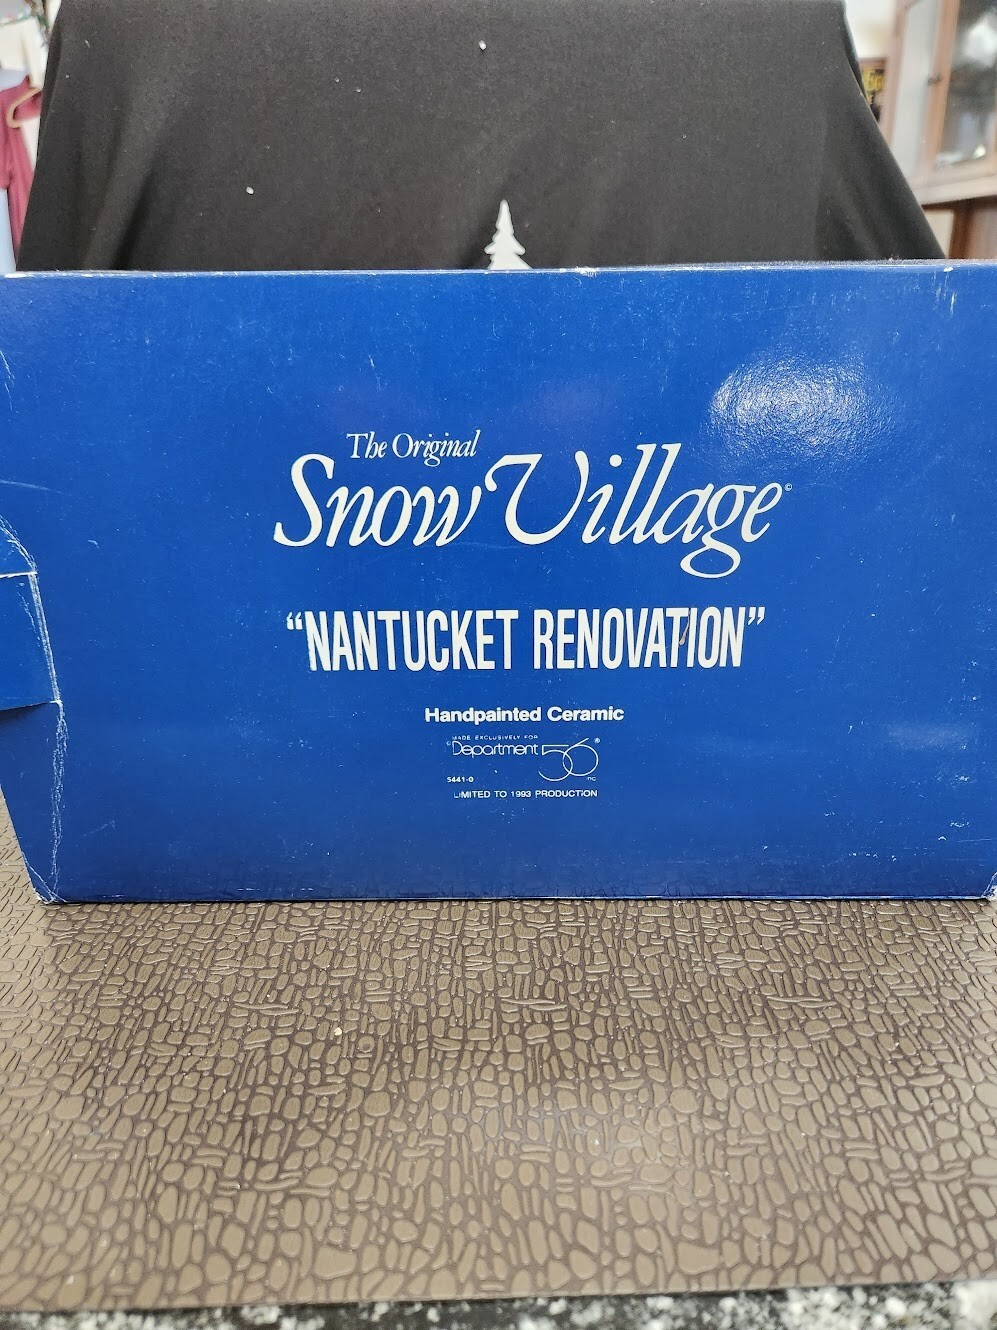 The Original
Snow Village©
“NANTUCKET RENOVATION”
Handpainted Ceramic
MADE EXCLUSIVELY FOR
©Department 56®
INC
5441-0
LIMITED TO 1993 PRODUCTION